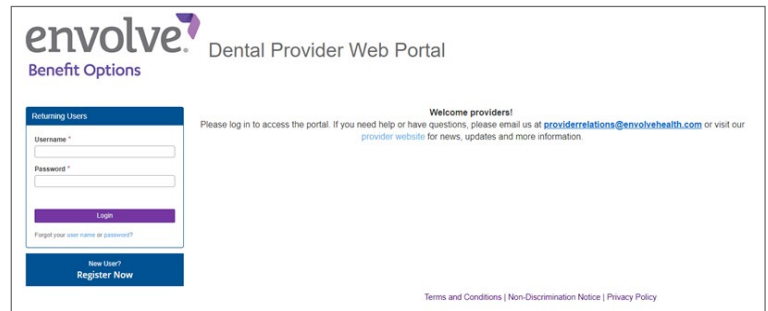 envolve.
Benefit Options
Dental Provider Web Portal
Returning Users
Username *
Password *
Login
Forgot your user name or password?
New User?
Register Now
Welcome providers!
Please log in to access the portal. If you need help or have questions, please email us at providerrelations@envolvehealth.com or visit our
provider website for news, updates and more information.
Terms and Conditions | Non-Discrimination Notice | Privacy Policy